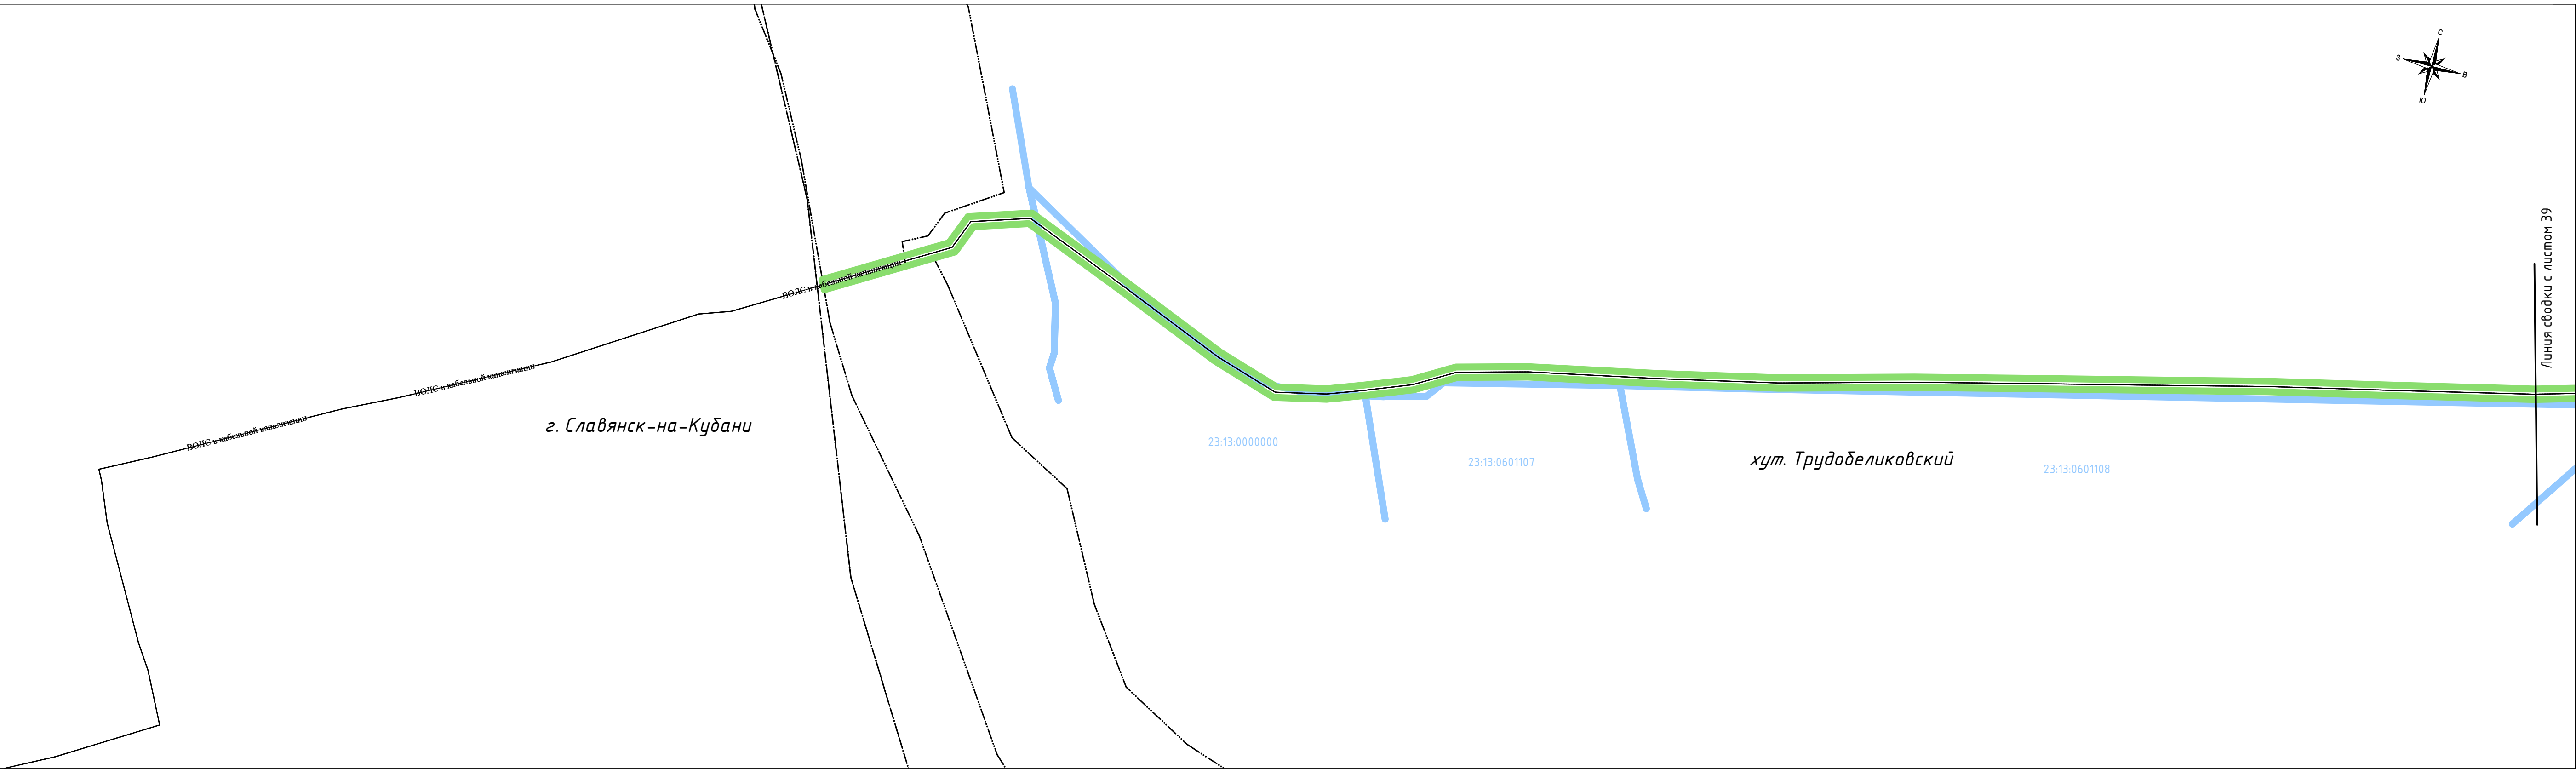 С
З
В
Ю
Линия сводки с листом 39
ВОЛС в кабельной канализации
ВОЛС в кабельной канализации
ВОЛС в кабельной канализации
г. Славянск-на-Кубани
23:13:0000000
23:13:0601107
хут. Трудобеликовский
23:13:0601108